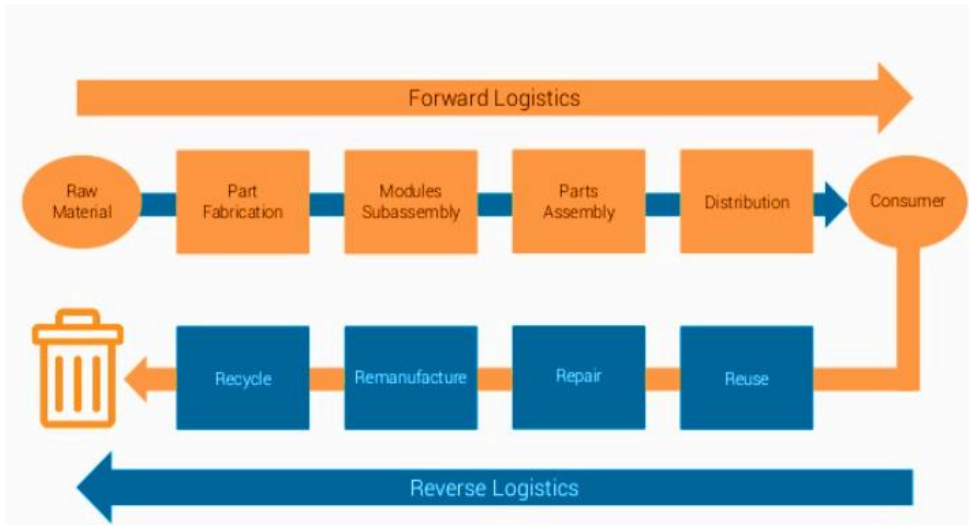 Forward Logistics
Raw
Material
Part
Fabrication
Modules
Subassembly
Parts
Assembly
Distribution
Consumer
Recycle
Remanufacture
Repair
Reuse
Reverse Logistics